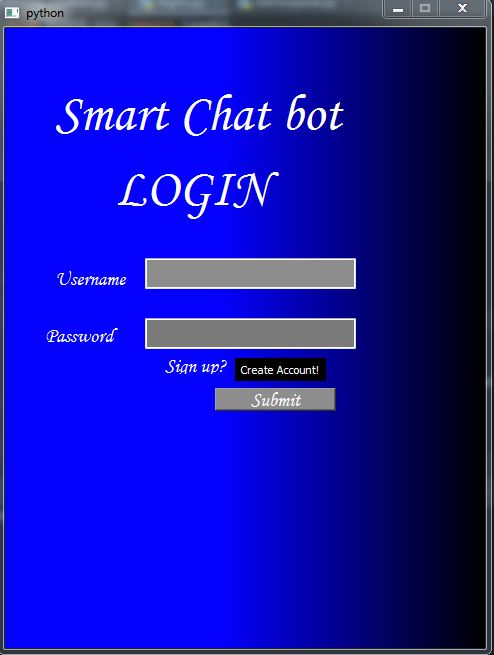 python
Smart Chat bot
LOGIN
Username
Password
Sign up? Create Account!
Submit